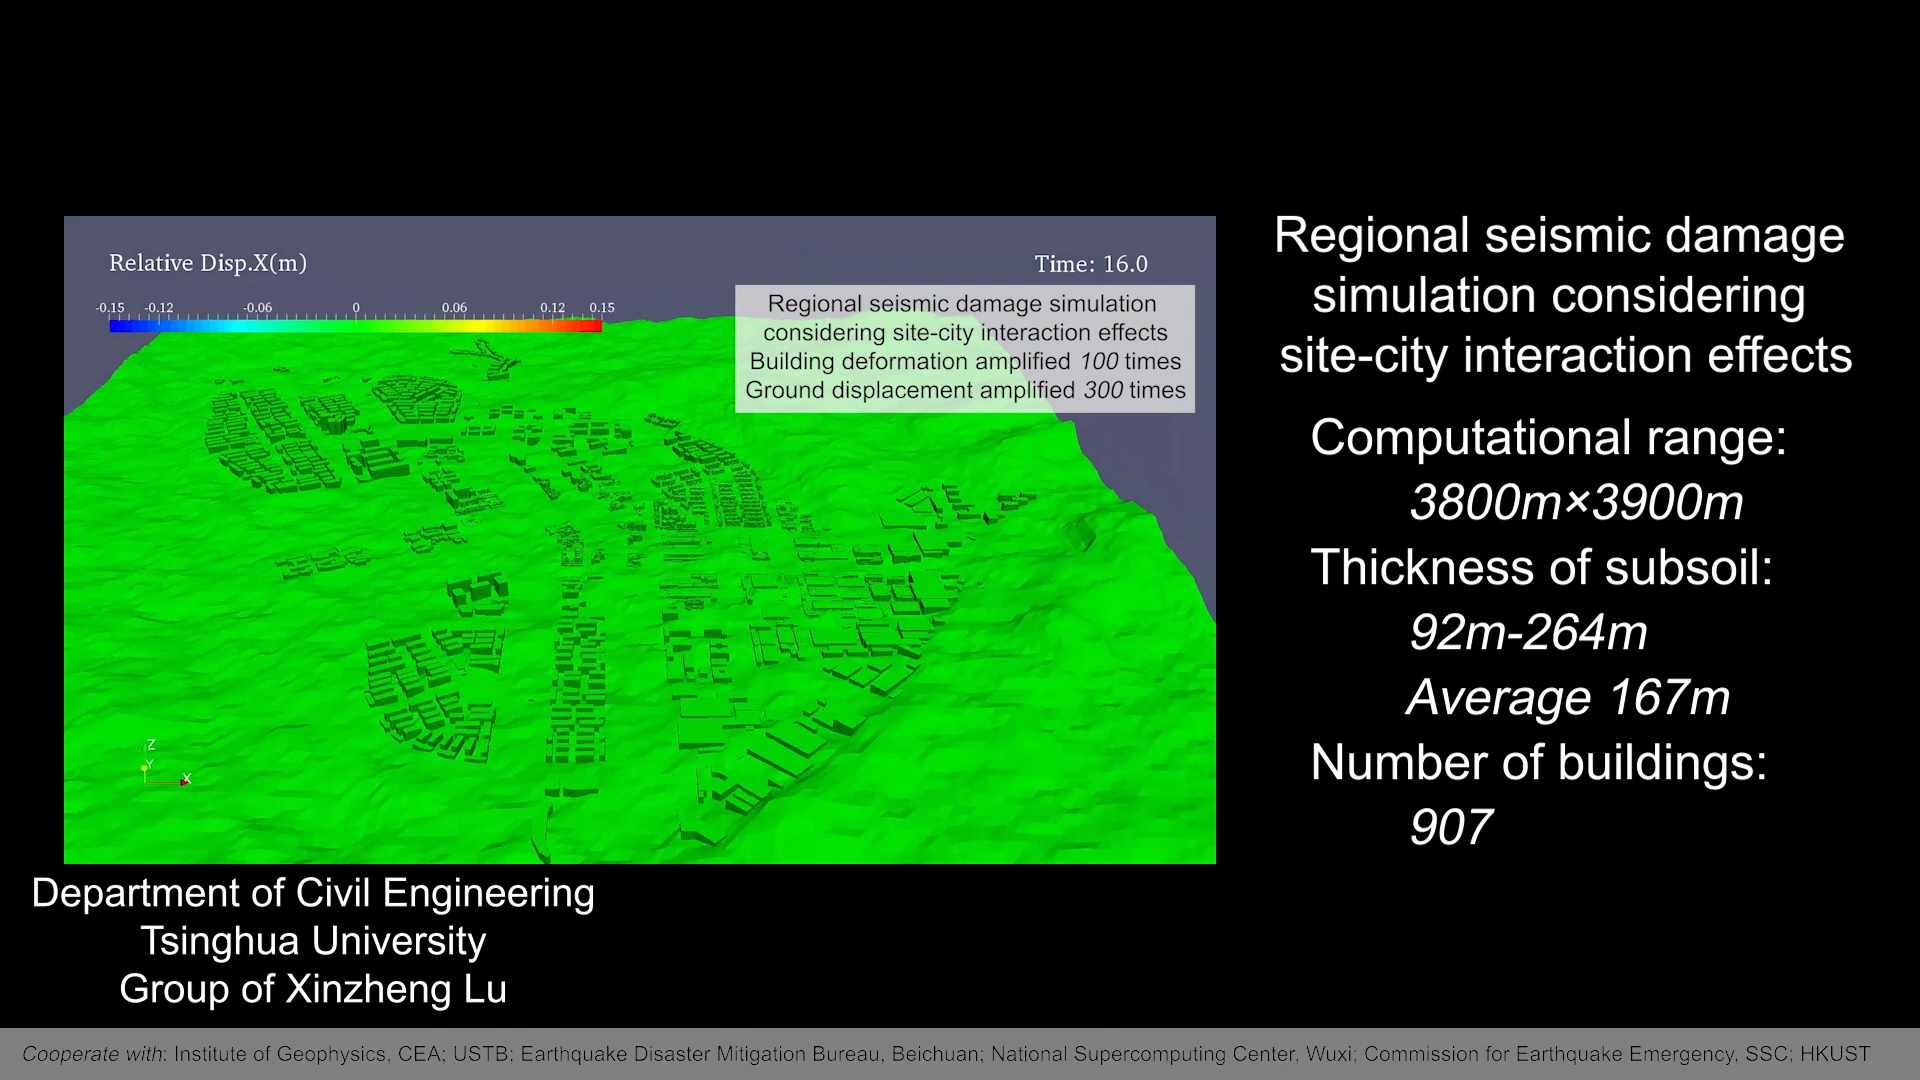 Relative Disp.X(m)
Time: 16.0
-0.15 -0.12 -0.06 0 0.06 0.12 0.15
Regional seismic damage simulation
considering site-city interaction effects
Building deformation amplified 100 times
Ground displacement amplified 300 times
Z
Y
X
Regional seismic damage
simulation considering
site-city interaction effects
Computational range:
3800m×3900m
Thickness of subsoil:
92m-264m
Average 167m
Number of buildings:
907
Department of Civil Engineering
Tsinghua University
Group of Xinzheng Lu
Cooperate with: Institute of Geophysics, CEA; USTB; Earthquake Disaster Mitigation Bureau, Beichuan; National Supercomputing Center, Wuxi; Commission for Earthquake Emergency, SSC; HKUST